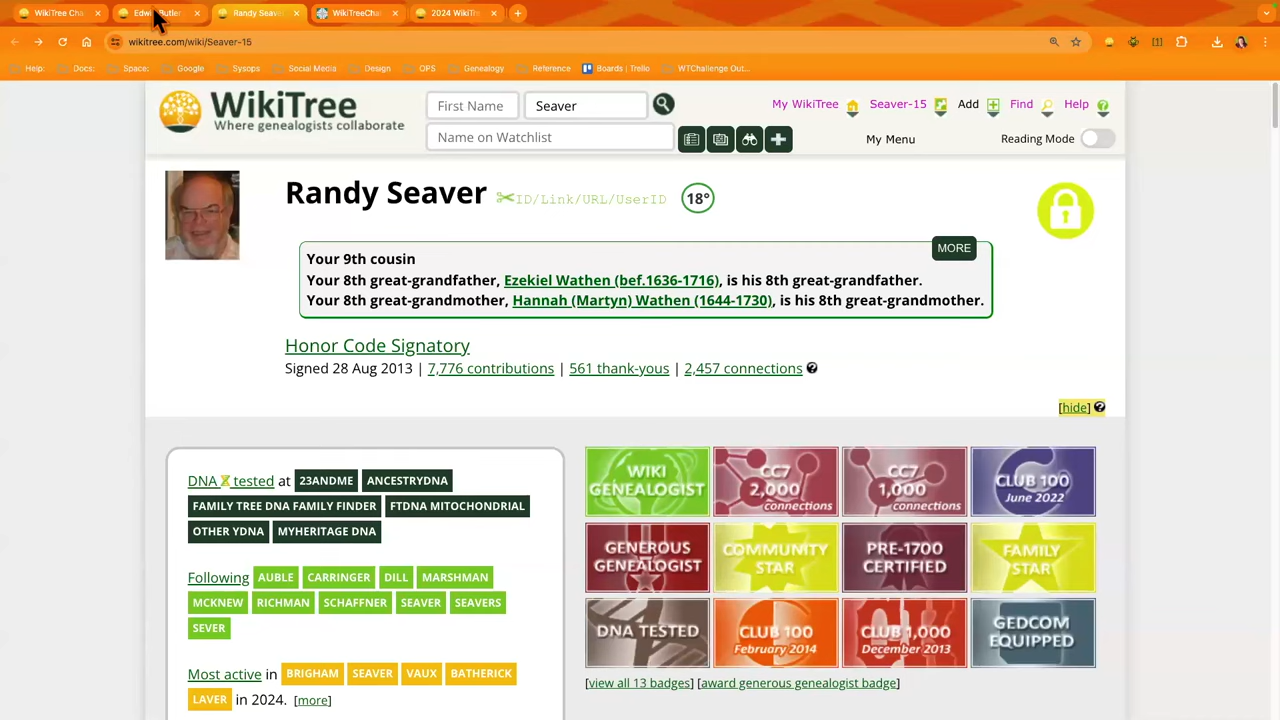 WikiTree Cha
Edwi Butler
Randy Seaver
WikiTreeChal
2024 WikiTre
wikitree.com/wiki/Seaver-15
Help: Docs: Space: Google Sysops Social Media Design OPS Genealogy Reference Boards | Trello WTChallenge Out...
WikiTree
Where genealogists collaborate
First Name Seaver
Name on Watchlist
My WikiTree Seaver-15 Add Find Help
My Menu Reading Mode
Randy Seaver ID/Link/URL/UserID 18°
MORE
Your 9th cousin
Your 8th great-grandfather, Ezekiel Wathen (bef.1636-1716), is his 8th great-grandfather.
Your 8th great-grandmother, Hannah (Martyn) Wathen (1644-1730), is his 8th great-grandmother.
Honor Code Signatory
Signed 28 Aug 2013 | 7,776 contributions | 561 thank-yous | 2,457 connections ?
[hide] ?
DNA tested at 23ANDME ANCESTRYDNA
FAMILY TREE DNA FAMILY FINDER FTDNA MITOCHONDRIAL
OTHER YDNA MYHERITAGE DNA
Following AUBLE CARRINGER DILL MARSHMAN
MCKNEW RICHMAN SCHAFFNER SEAVER SEAVERS
SEVER
Most active in BRIGHAM SEAVER VAUX BATHERICK
LAVER in 2024. [more]
WIKI
GENEALOGIST
CC7
2,000
connections
CC7
1,000
connections
CLUB 100
June 2022
GENEROUS
GENEALOGIST
COMMUNITY
STAR
PRE-1700
CERTIFIED
FAMILY
STAR
DNA TESTED
CLUB 100
February 2014
CLUB 1,000
December 2013
GEDCOM
EQUIPPED
[view all 13 badges] [award generous genealogist badge]